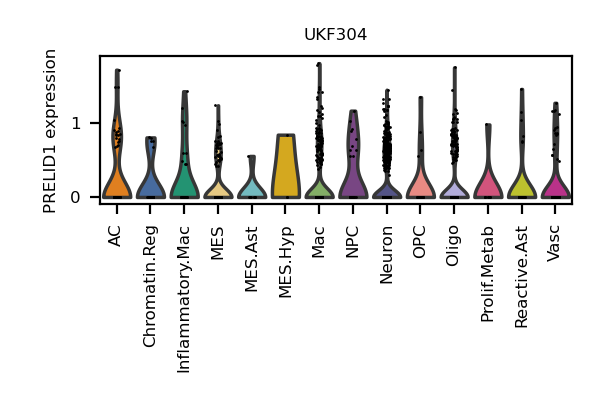 UKF304
PRELID1 expression
1
0
AC
Chromatin.Reg
Inflammatory.Mac
MES
MES.Ast
MES.Hyp
Mac
NPC
Neuron
OPC
Oligo
Prolif.Metab
Reactive.Ast
Vasc